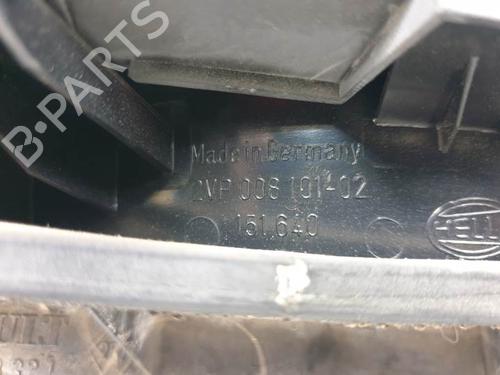 B-PARTS
Made in Germany
2VP 008 101-02
151.640
HELLA